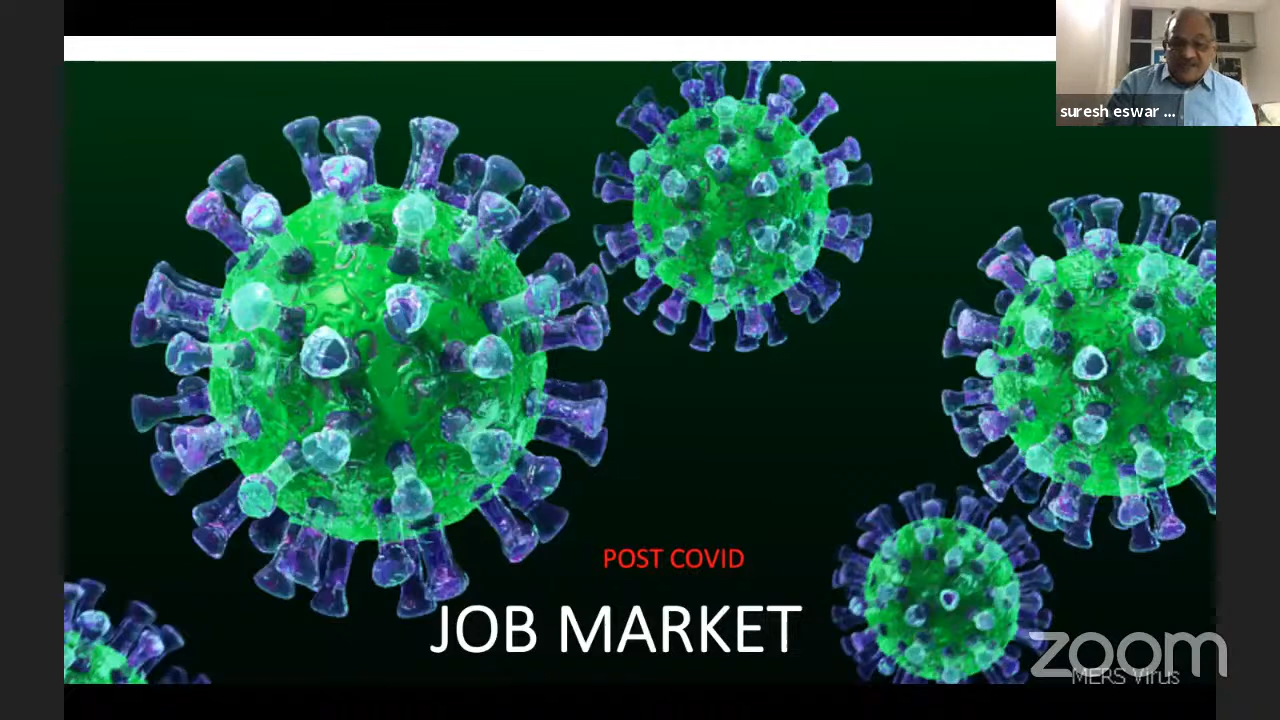 suresh eswar ...
POST COVID
JOB MARKET
zoom
MERS Virus